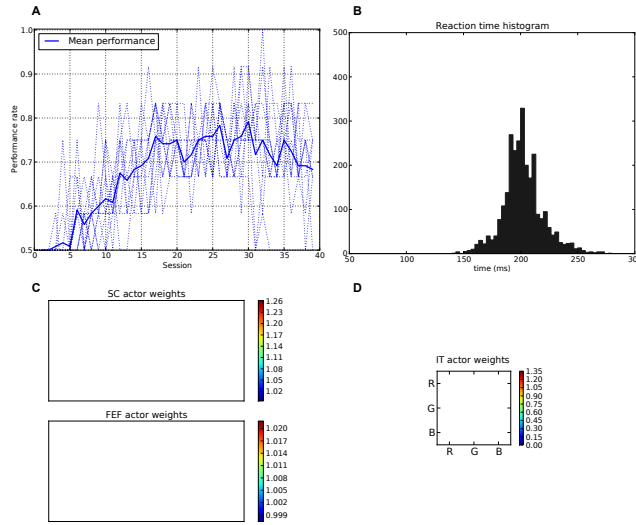 A
1.0
0.9
0.8
0.7
0.6
0.5
Performance rate
Mean performance
0 5 10 15 20 25 30 35 40
Session
B
Reaction time histogram
500
400
300
200
100
0
50 100 150 200 250 300
time (ms)
C
SC actor weights
1.26
1.23
1.20
1.17
1.14
1.11
1.08
1.05
1.02
FEF actor weights
1.020
1.017
1.014
1.011
1.008
1.005
1.002
0.999
D
IT actor weights
R
G
B
R G B
1.35
1.20
1.05
0.90
0.75
0.60
0.45
0.30
0.15
0.00